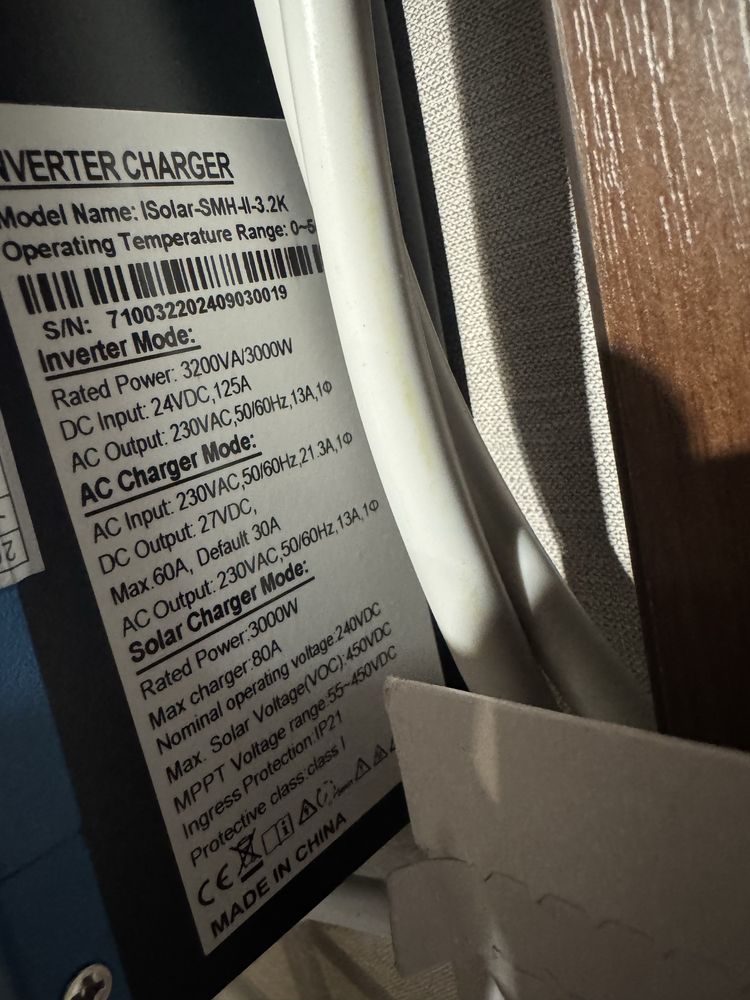 NVERTER CHARGER
Model Name: ISolar-SMH-II-3.2K
Operating Temperature Range: 0~5
S/N: 710032202409030019
Inverter Mode:
Rated Power: 3200VA/3000W
DC Input: 24VDC,125A
AC Output: 230VAC,50/60Hz,13A,1Φ
AC Charger Mode:
AC Input: 230VAC,50/60Hz,21.3A,1Φ
DC Output: 27VDC,
Max.60A, Default 30A
AC Output: 230VAC,50/60Hz,13A,1Φ
Solar Charger Mode:
Rated Power:3000W
Max charger:80A
Nominal operating voltage:240VDC
Max. Solar Voltage(VOC):450VDC
MPPT Voltage range:55~450VDC
Ingress Protection:IP21
Protective class:class I
CE
MADE IN CHINA